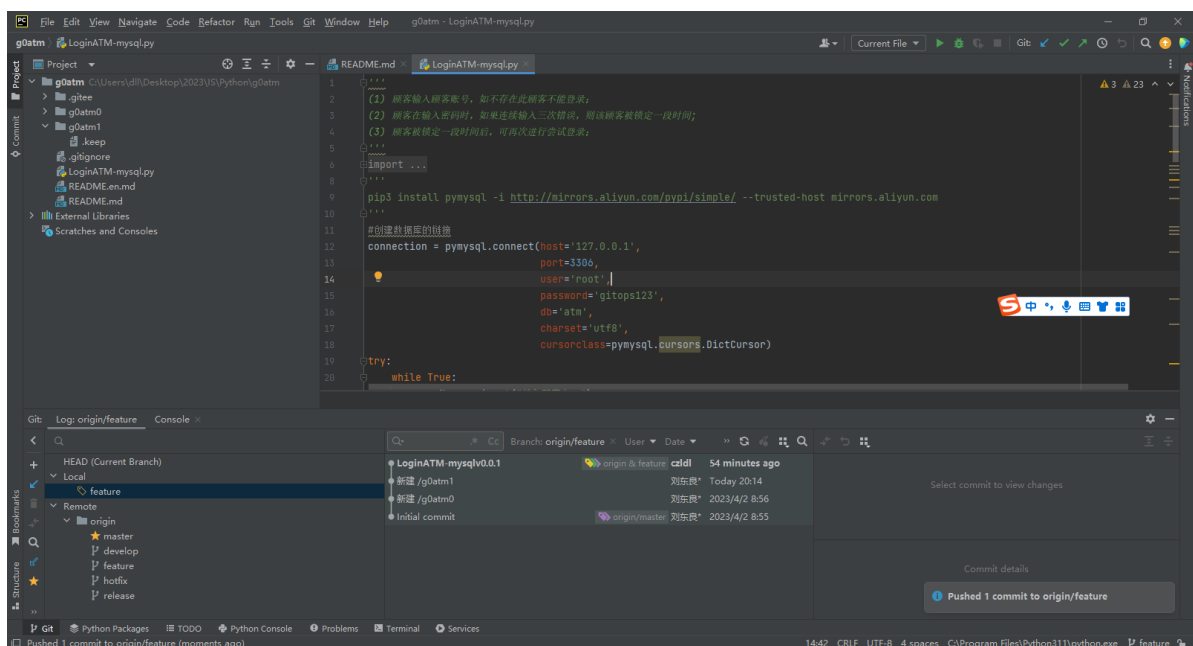 PC File Edit View Navigate Code Refactor Run Tools Git Window Help g0atm - LoginATM-mysql.py
g0atm LoginATM-mysql.py Current File Git:
Project README.md LoginATM-mysql.py
g0atm C:\Users\dll\Desktop\2023\IS\Python\g0atm
.gitee
g0atm0
g0atm1
.keep
.gitignore
LoginATM-mysql.py
README.en.md
README.md
External Libraries
Scratches and Consoles
Project
Commit
Bookmarks
Structure
Notifications
3 23
1 '''
2 (1) 顾客输入顾客账号，如不存在此顾客不能登录；
3 (2) 顾客在输入密码时，如果连续输入三次错误，则该顾客被锁定一段时间;
4 (3) 顾客被锁定一段时间后，可再次进行尝试登录；
5 '''
6 import ...
8 '''
9 pip3 install pymysql -i http://mirrors.aliyun.com/pypi/simple/ --trusted-host mirrors.aliyun.com
10 '''
11 #创建数据库的链接
12 connection = pymysql.connect(host='127.0.0.1',
13 port=3306,
14 user='root',
15 password='gitops123',
16 db='atm',
17 charset='utf8',
18 cursorclass=pymysql.cursors.DictCursor)
19 try:
20 while True:
中
Git: Log: origin/feature Console
Cc Branch: origin/feature User Date
HEAD (Current Branch)
Local
feature
Remote
origin
master
develop
feature
hotfix
release
LoginATM-mysqlv0.0.1 origin & feature czldl 54 minutes ago
新建 /g0atm1 刘东良* Today 20:14
新建 /g0atm0 刘东良* 2023/4/2 8:56
Initial commit origin/master 刘东良* 2023/4/2 8:55
Select commit to view changes
Commit details
Pushed 1 commit to origin/feature
Git Python Packages TODO Python Console Problems Terminal Services
Pushed 1 commit to origin/feature (moments ago) 14:42 CRLF UTF-8 4 spaces C:\Program Files\Python311\python.exe feature